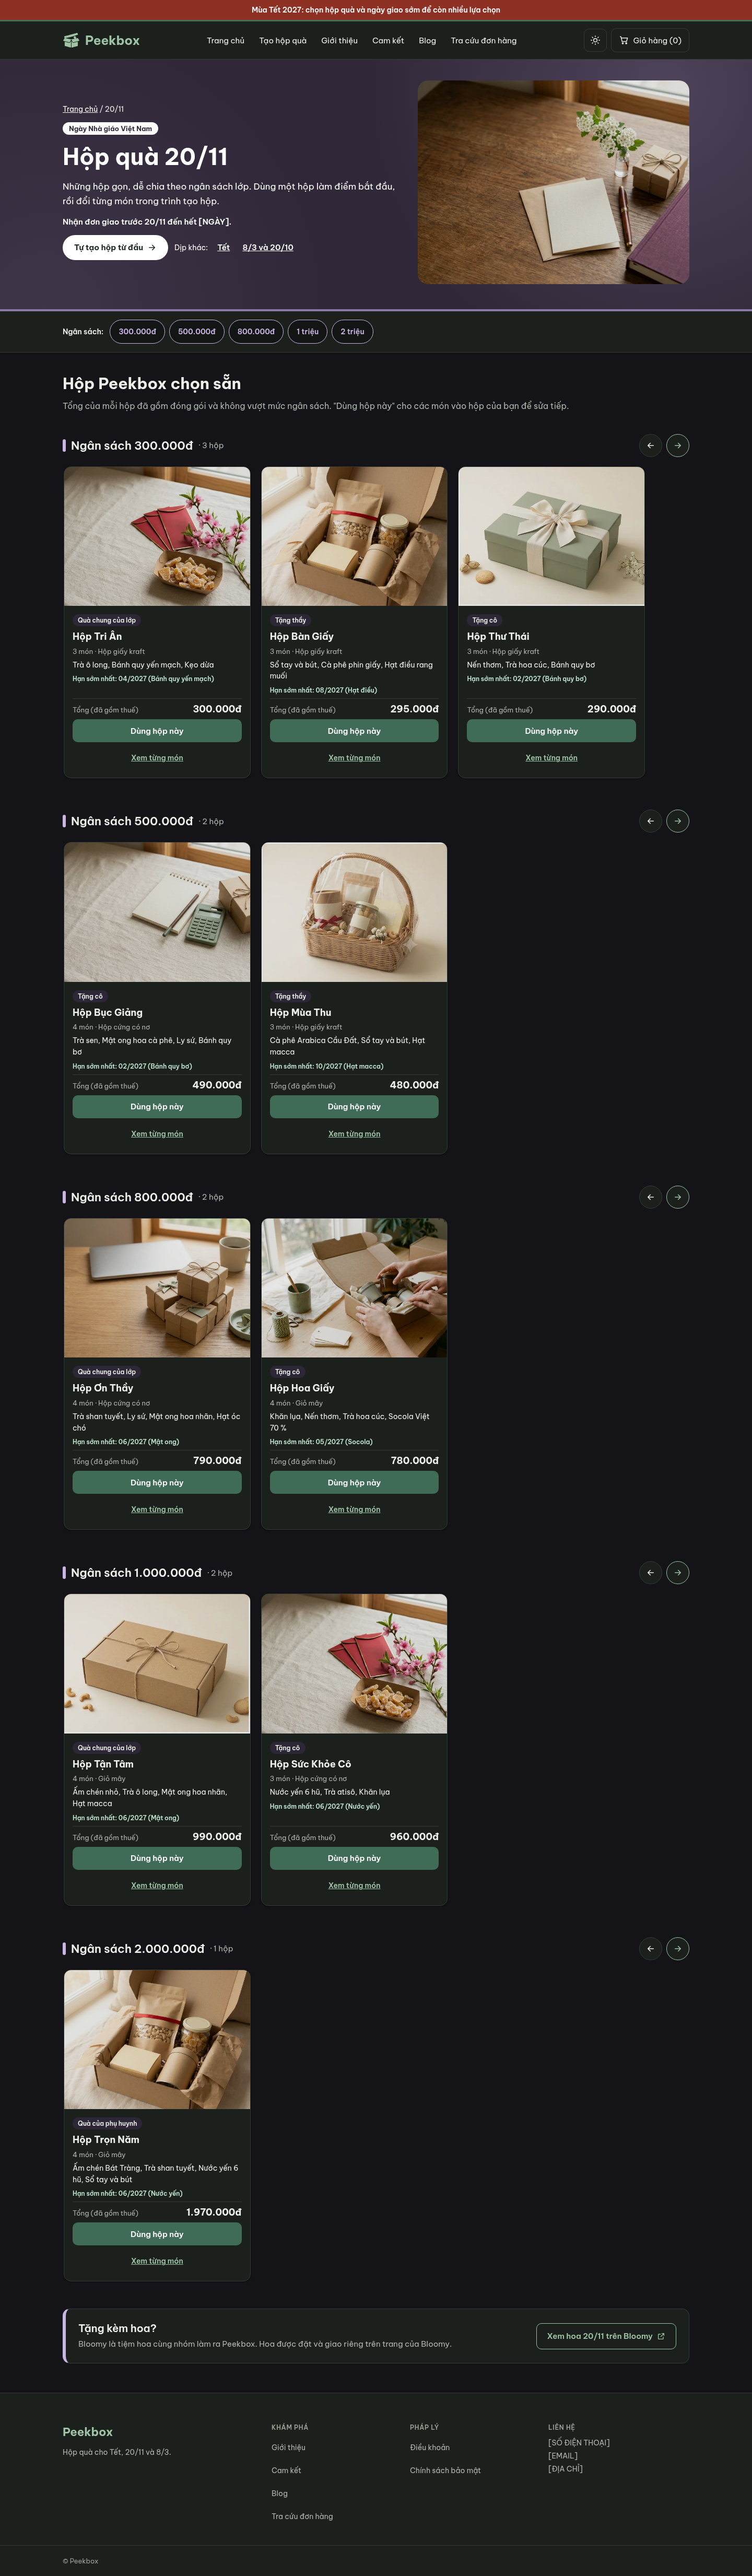 Mùa Tết 2027: chọn hộp quà và ngày giao sớm để còn nhiều lựa chọn
Peekbox
Trang chủ
Tạo hộp quà
Giới thiệu
Cam kết
Blog
Tra cứu đơn hàng
Giỏ hàng (0)
Trang chủ / 20/11
Ngày Nhà giáo Việt Nam
Hộp quà 20/11
Những hộp gọn, dễ chia theo ngân sách lớp. Dùng một hộp làm điểm bắt đầu,
rồi đổi từng món trong trình tạo hộp.
Nhận đơn giao trước 20/11 đến hết [NGÀY].
Tự tạo hộp từ đầu →
Dịp khác:
Tết
8/3 và 20/10
Ngân sách:
300.000đ
500.000đ
800.000đ
1 triệu
2 triệu
Hộp Peekbox chọn sẵn
Tổng của mỗi hộp đã gồm đóng gói và không vượt mức ngân sách. "Dùng hộp này" cho các món vào hộp của bạn để sửa tiếp.
Ngân sách 300.000đ · 3 hộp
Quà chung của lớp
Hộp Tri Ân
3 món · Hộp giấy kraft
Trà ô long, Bánh quy yến mạch, Kẹo dừa
Hạn sớm nhất: 04/2027 (Bánh quy yến mạch)
Tổng (đã gồm thuế) 300.000đ
Dùng hộp này
Xem từng món
Tặng thầy
Hộp Bàn Giấy
3 món · Hộp giấy kraft
Sổ tay và bút, Cà phê phin giấy, Hạt điều rang
muối
Hạn sớm nhất: 08/2027 (Hạt điều)
Tổng (đã gồm thuế) 295.000đ
Dùng hộp này
Xem từng món
Tặng cô
Hộp Thư Thái
3 món · Hộp giấy kraft
Nến thơm, Trà hoa cúc, Bánh quy bơ
Hạn sớm nhất: 02/2027 (Bánh quy bơ)
Tổng (đã gồm thuế) 290.000đ
Dùng hộp này
Xem từng món
Ngân sách 500.000đ · 2 hộp
Tặng cô
Hộp Bục Giảng
4 món · Hộp cứng có nơ
Trà sen, Mật ong hoa cà phê, Ly sứ, Bánh quy
bơ
Hạn sớm nhất: 02/2027 (Bánh quy bơ)
Tổng (đã gồm thuế) 490.000đ
Dùng hộp này
Xem từng món
Tặng thầy
Hộp Mùa Thu
3 món · Hộp giấy kraft
Cà phê Arabica Cầu Đất, Sổ tay và bút, Hạt
macca
Hạn sớm nhất: 10/2027 (Hạt macca)
Tổng (đã gồm thuế) 480.000đ
Dùng hộp này
Xem từng món
Ngân sách 800.000đ · 2 hộp
Quà chung của lớp
Hộp Ơn Thầy
4 món · Hộp cứng có nơ
Trà shan tuyết, Ly sứ, Mật ong hoa nhãn, Hạt óc
chó
Hạn sớm nhất: 06/2027 (Mật ong)
Tổng (đã gồm thuế) 790.000đ
Dùng hộp này
Xem từng món
Tặng cô
Hộp Hoa Giấy
4 món · Giỏ mây
Khăn lụa, Nến thơm, Trà hoa cúc, Socola Việt
70 %
Hạn sớm nhất: 05/2027 (Socola)
Tổng (đã gồm thuế) 780.000đ
Dùng hộp này
Xem từng món
Ngân sách 1.000.000đ · 2 hộp
Quà chung của lớp
Hộp Tận Tâm
4 món · Giỏ mây
Ấm chén nhỏ, Trà ô long, Mật ong hoa nhãn,
Hạt macca
Hạn sớm nhất: 06/2027 (Mật ong)
Tổng (đã gồm thuế) 990.000đ
Dùng hộp này
Xem từng món
Tặng cô
Hộp Sức Khỏe Cô
3 món · Hộp cứng có nơ
Nước yến 6 hũ, Trà atisô, Khăn lụa
Hạn sớm nhất: 06/2027 (Nước yến)
Tổng (đã gồm thuế) 960.000đ
Dùng hộp này
Xem từng món
Ngân sách 2.000.000đ · 1 hộp
Quà của phụ huynh
Hộp Trọn Năm
4 món · Giỏ mây
Ấm chén Bát Tràng, Trà shan tuyết, Nước yến 6
hũ, Sổ tay và bút
Hạn sớm nhất: 06/2027 (Nước yến)
Tổng (đã gồm thuế) 1.970.000đ
Dùng hộp này
Xem từng món
Tặng kèm hoa?
Bloomy là tiệm hoa cùng nhóm làm ra Peekbox. Hoa được đặt và giao riêng trên trang của Bloomy.
Xem hoa 20/11 trên Bloomy
Peekbox
Hộp quà cho Tết, 20/11 và 8/3.
KHÁM PHÁ
Giới thiệu
Cam kết
Blog
Tra cứu đơn hàng
PHÁP LÝ
Điều khoản
Chính sách bảo mật
LIÊN HỆ
[SỐ ĐIỆN THOẠI]
[EMAIL]
[ĐỊA CHỈ]
© Peekbox